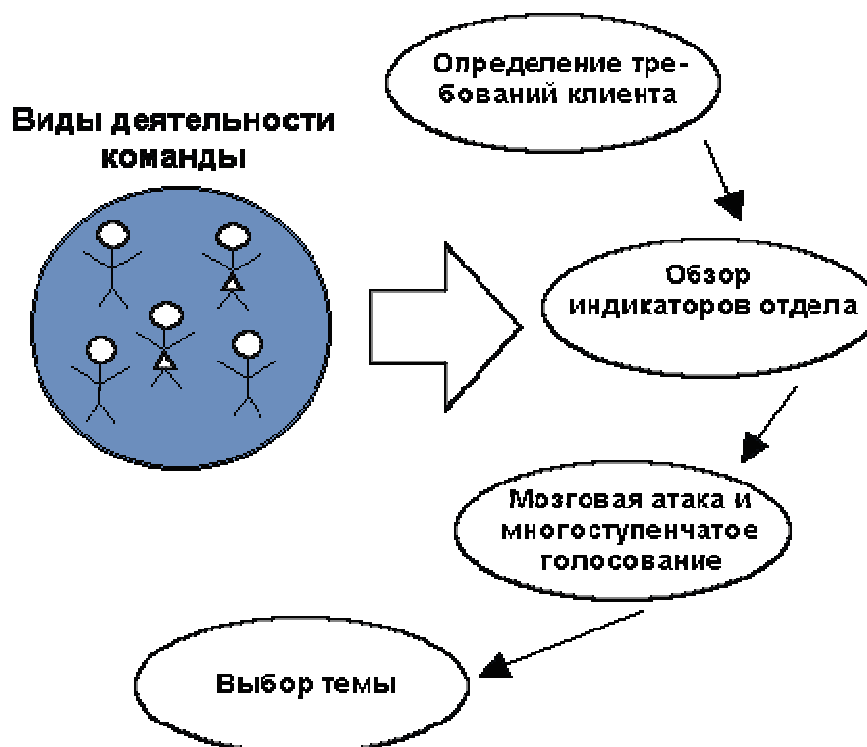 Определение тре-
бований клиента
Виды деятельности
команды
Обзор
индикаторов отдела
Мозговая атака и
многоступенчатое
голосование
Выбор темы